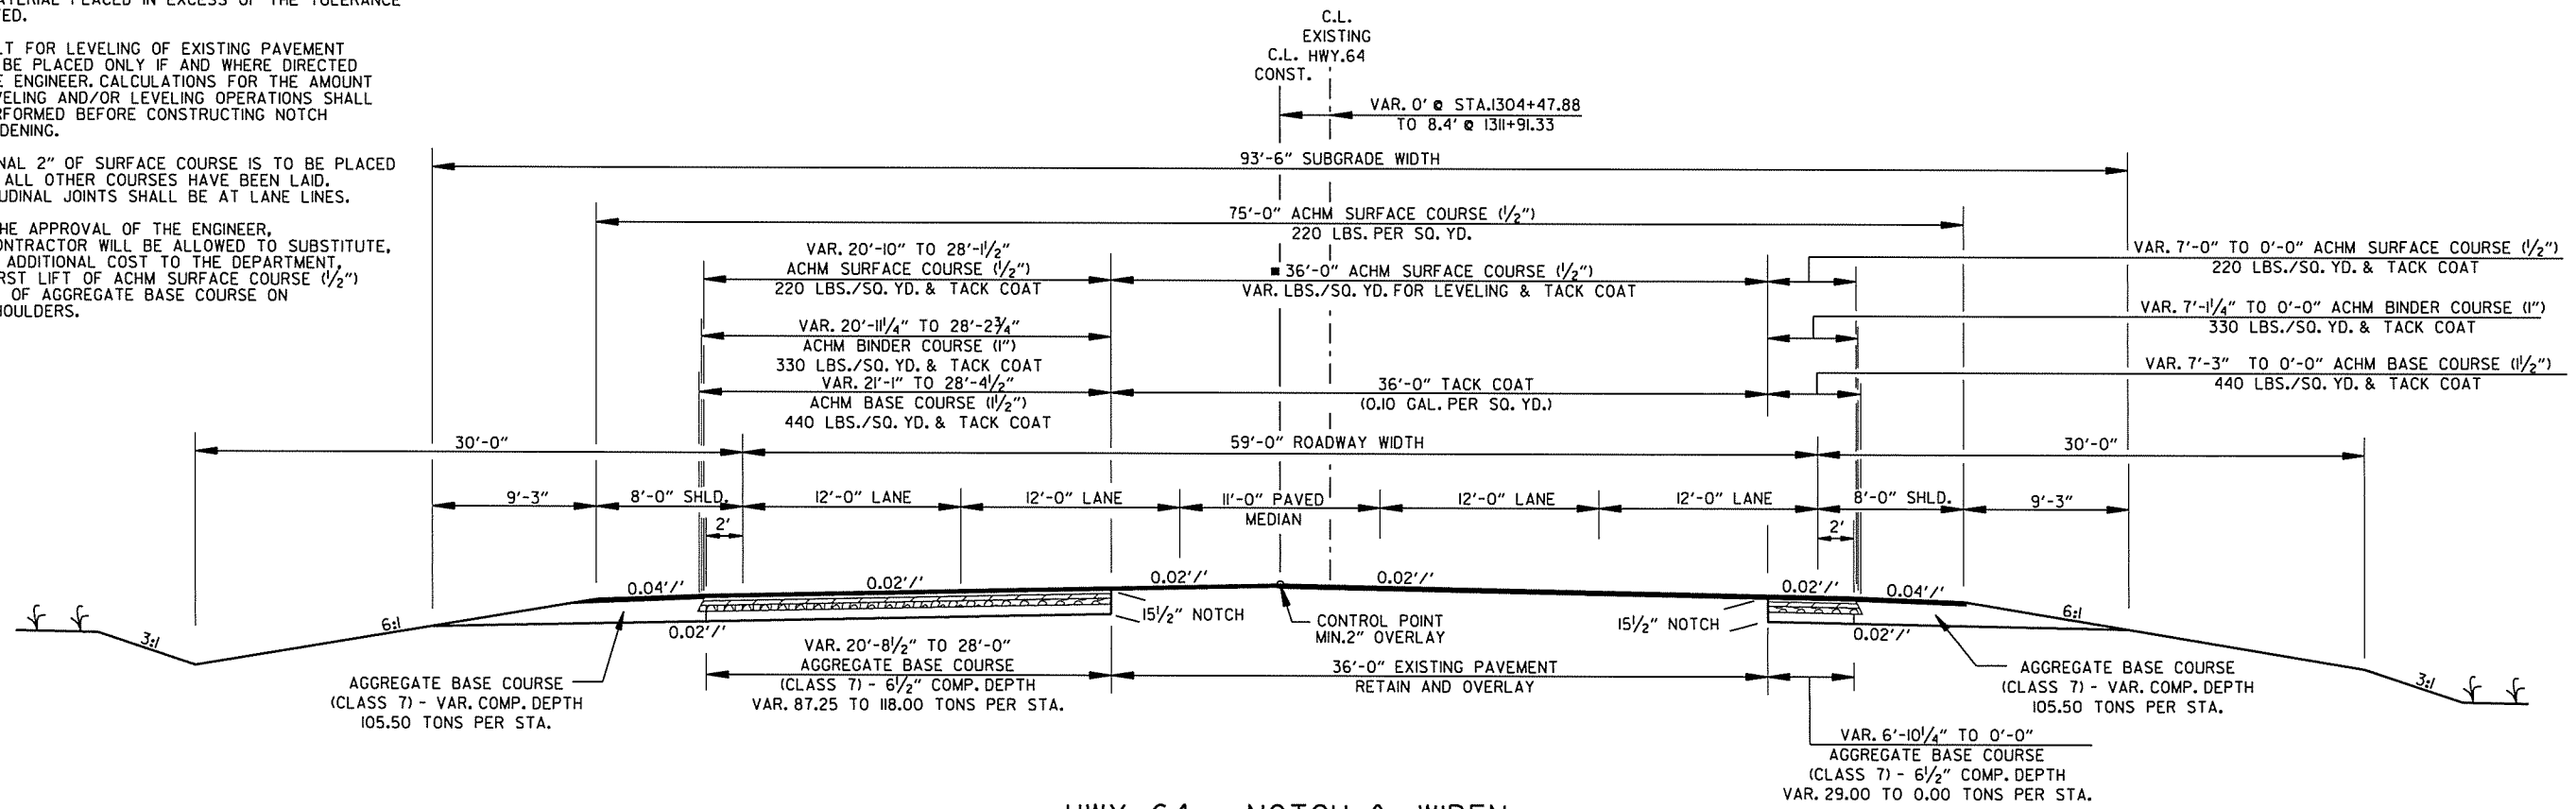 MATERIAL PLACED IN EXCESS OF THE TOLERANCE
TED.
LT FOR LEVELING OF EXISTING PAVEMENT
BE PLACED ONLY IF AND WHERE DIRECTED
E ENGINEER. CALCULATIONS FOR THE AMOUNT
VELING AND/OR LEVELING OPERATIONS SHALL
RFORMED BEFORE CONSTRUCTING NOTCH
DENING.
NAL 2" OF SURFACE COURSE IS TO BE PLACED
ALL OTHER COURSES HAVE BEEN LAID.
UDINAL JOINTS SHALL BE AT LANE LINES.
HE APPROVAL OF THE ENGINEER,
ONTRACTOR WILL BE ALLOWED TO SUBSTITUTE,
ADDITIONAL COST TO THE DEPARTMENT,
RST LIFT OF ACHM SURFACE COURSE (1/2")
OF AGGREGATE BASE COURSE ON
HOULDERS.
C.L.
EXISTING
HWY.64
C.L.
CONST.
VAR. 0' @ STA.1304+47.88
TO 8.4' @ 1311+91.33
93'-6" SUBGRADE WIDTH
75'-0" ACHM SURFACE COURSE (1/2")
220 LBS. PER SQ. YD.
VAR. 20'-10" TO 28'-1 1/2"
ACHM SURFACE COURSE (1/2")
220 LBS./SQ. YD. & TACK COAT
■ 36'-0" ACHM SURFACE COURSE (1/2")
VAR. LBS./SQ. YD. FOR LEVELING & TACK COAT
VAR. 7'-0" TO 0'-0" ACHM SURFACE COURSE (1/2")
220 LBS./SQ. YD. & TACK COAT
VAR. 20'-11 1/4" TO 28'-2 3/4"
ACHM BINDER COURSE (1")
330 LBS./SQ. YD. & TACK COAT
VAR. 7'-1 1/4" TO 0'-0" ACHM BINDER COURSE (1")
330 LBS./SQ. YD. & TACK COAT
VAR. 21'-1" TO 28'-4 1/2"
ACHM BASE COURSE (1 1/2")
440 LBS./SQ. YD. & TACK COAT
36'-0" TACK COAT
(0.10 GAL. PER SQ. YD.)
VAR. 7'-3" TO 0'-0" ACHM BASE COURSE (1 1/2")
440 LBS./SQ. YD. & TACK COAT
30'-0" 59'-0" ROADWAY WIDTH 30'-0"
9'-3" 8'-0" SHLD. 12'-0" LANE 12'-0" LANE 11'-0" PAVED MEDIAN 12'-0" LANE 12'-0" LANE 8'-0" SHLD. 9'-3"
2' 2'
0.04'/' 0.02'/' 0.02'/' 0.02'/' 0.02'/' 0.04'/'
3:1 6:1 0.02'/' 15 1/2" NOTCH
CONTROL POINT
MIN. 2" OVERLAY
15 1/2" NOTCH 0.02'/' 6:1 3:1
AGGREGATE BASE COURSE
(CLASS 7) - VAR. COMP. DEPTH
105.50 TONS PER STA.
VAR. 20'-8 1/2" TO 28'-0"
AGGREGATE BASE COURSE
(CLASS 7) - 6 1/2" COMP. DEPTH
VAR. 87.25 TO 118.00 TONS PER STA.
36'-0" EXISTING PAVEMENT
RETAIN AND OVERLAY
AGGREGATE BASE COURSE
(CLASS 7) - VAR. COMP. DEPTH
105.50 TONS PER STA.
VAR. 6'-10 1/4" TO 0'-0"
AGGREGATE BASE COURSE
(CLASS 7) - 6 1/2" COMP. DEPTH
VAR. 29.00 TO 0.00 TONS PER STA.